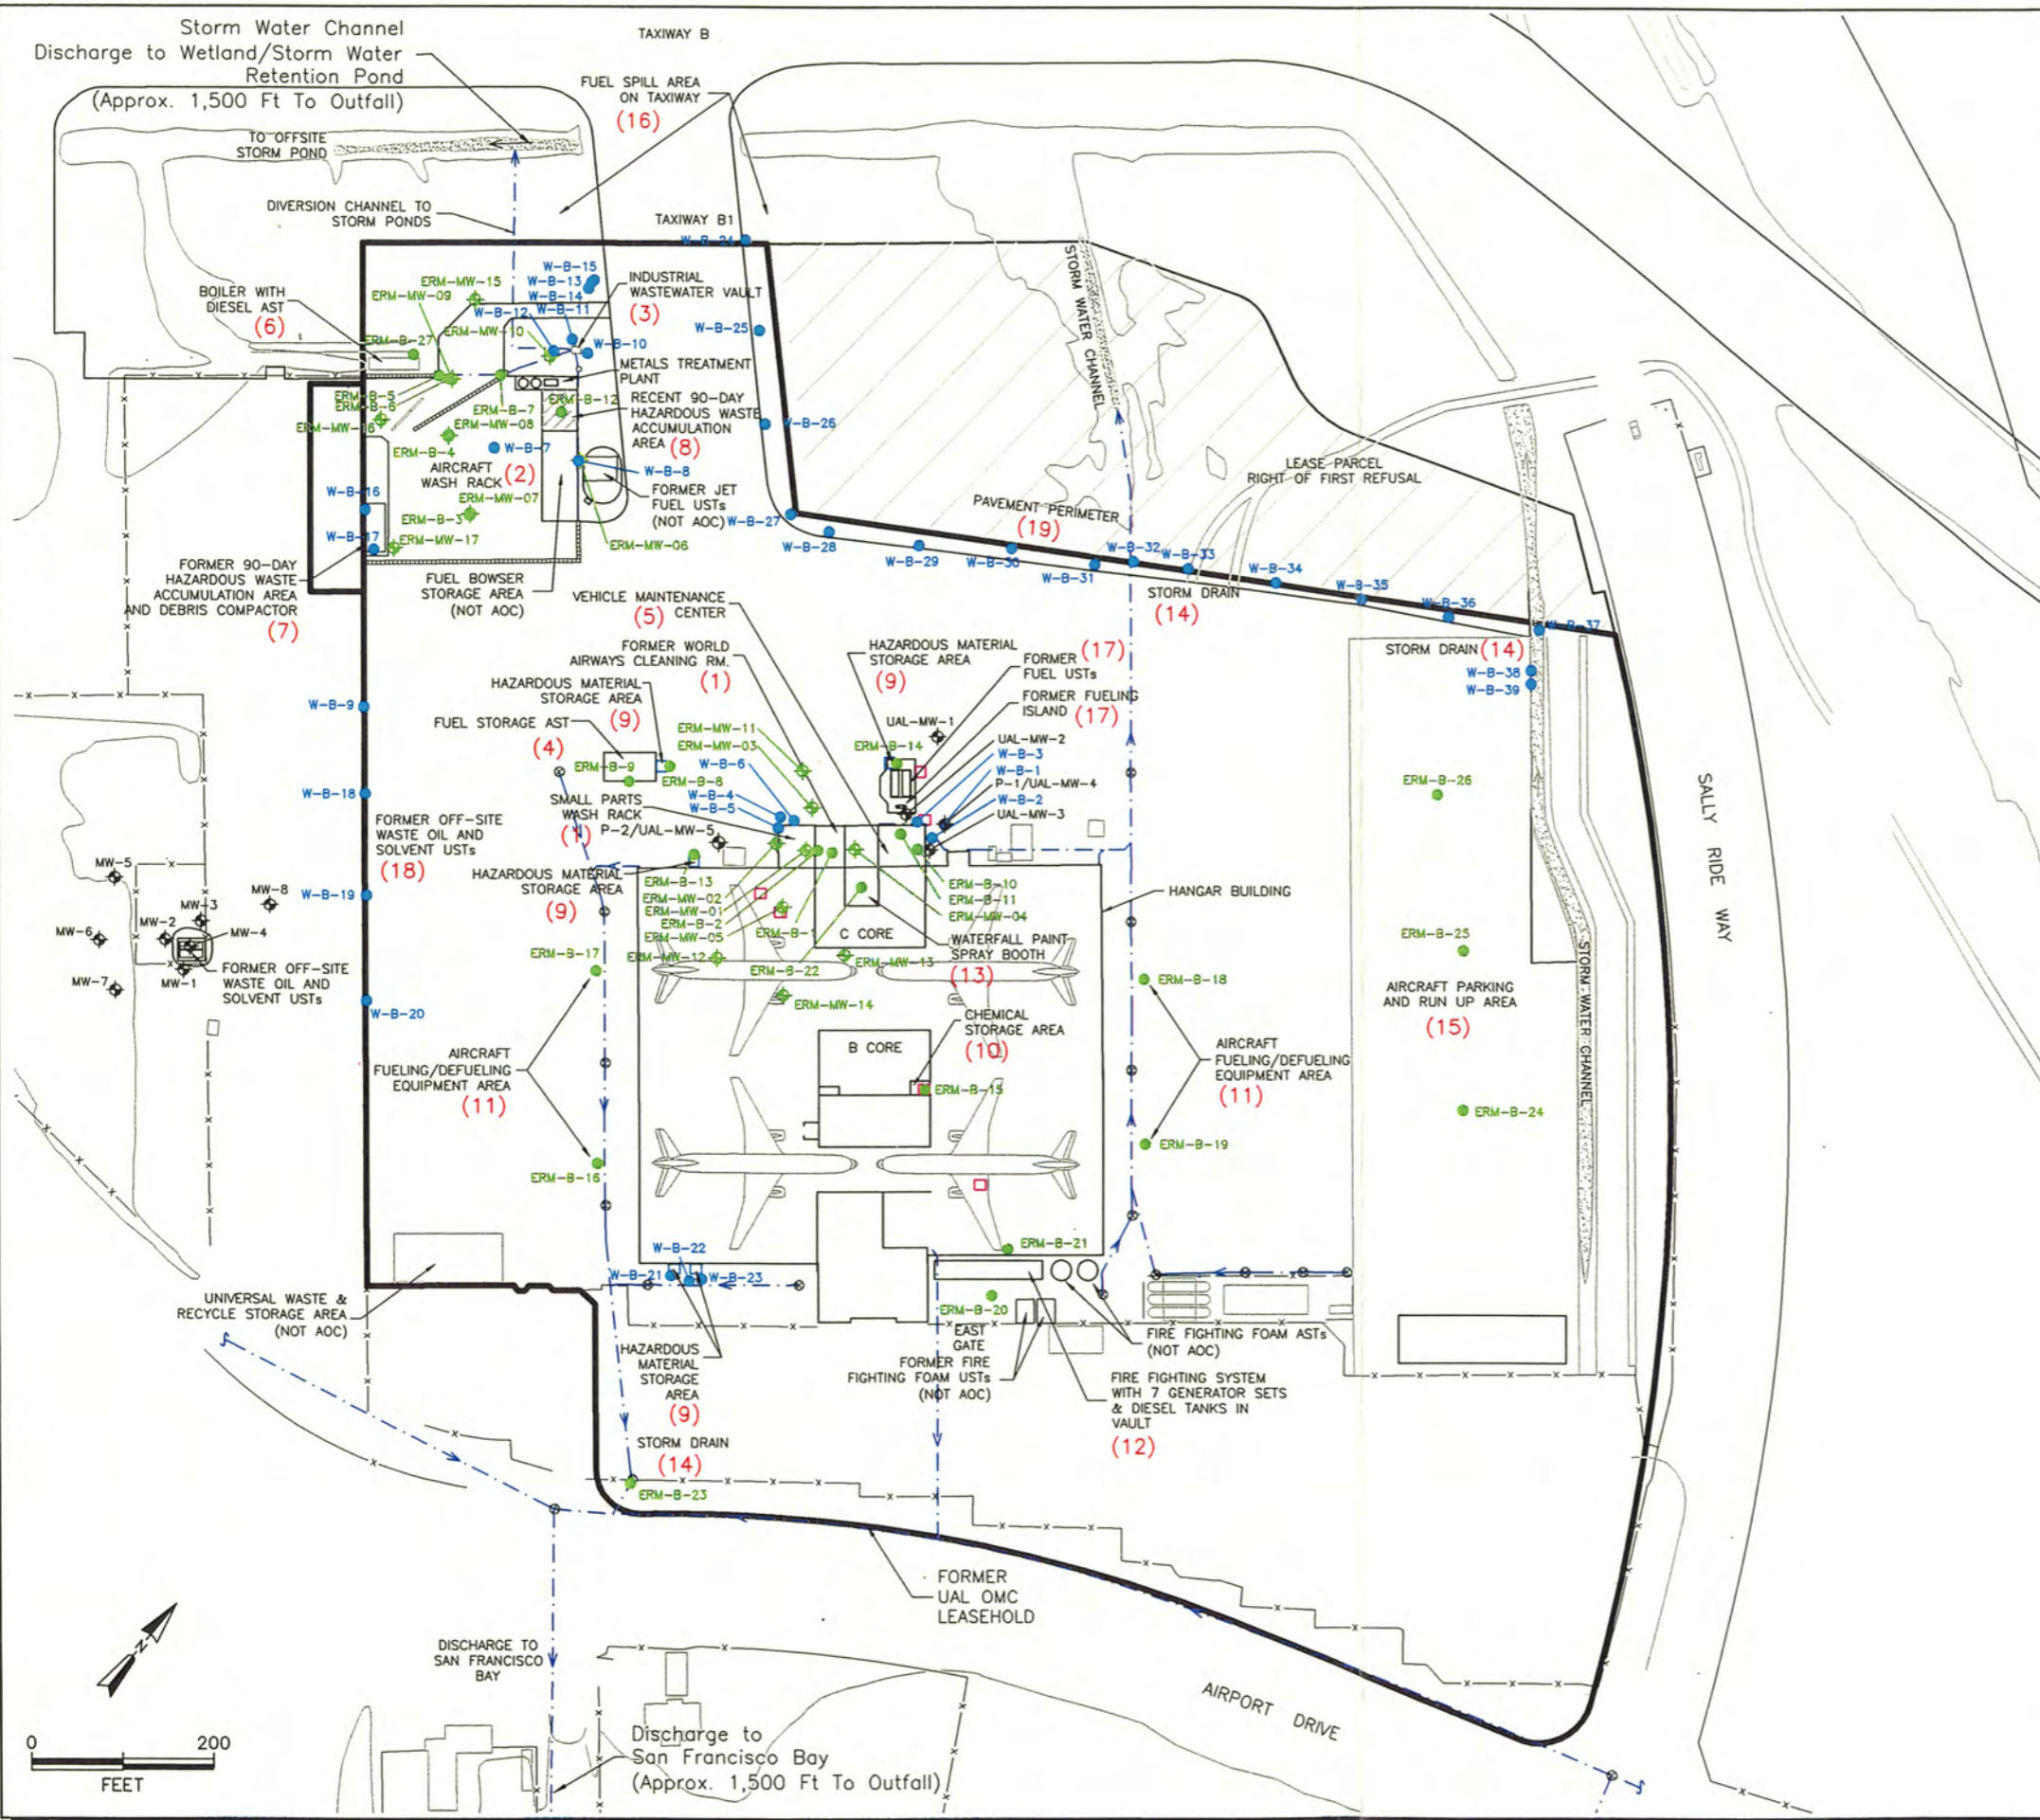 Storm Water Channel
Discharge to Wetland/Storm Water
Retention Pond
(Approx. 1,500 Ft To Outfall)
TAXIWAY B
FUEL SPILL AREA
ON TAXIWAY
(16)
TO OFFSITE
STORM POND
DIVERSION CHANNEL TO
STORM PONDS
TAXIWAY B1
W-B-24
STORM WATER CHANNEL
BOILER WITH
DIESEL AST
(6)
ERM-MW-15
ERM-MW-09
W-B-15
W-B-13
W-B-14
W-B-12
W-B-11
INDUSTRIAL
WASTEWATER VAULT
(3)
ERM-MW-10
ERM-B-27
W-B-10
W-B-25
METALS TREATMENT
PLANT
ERM-B-5
ERM-B-6
ERM-MW-16
ERM-B-7
ERM-MW-08
ERM-B-12
RECENT 90-DAY
HAZARDOUS WASTE
ACCUMULATION
AREA (8)
W-B-26
ERM-B-4
W-B-7
AIRCRAFT
WASH RACK (2)
W-B-8
FORMER JET
FUEL USTs
(NOT AOC)
W-B-16
ERM-MW-07
ERM-B-3
W-B-17
ERM-MW-17
ERM-MW-06
W-B-27
W-B-28
LEASE PARCEL
RIGHT OF FIRST REFUSAL
PAVEMENT PERIMETER
(19)
W-B-29
W-B-30
W-B-31
W-B-32
W-B-33
W-B-34
W-B-35
W-B-36
W-B-37
FORMER 90-DAY
HAZARDOUS WASTE
ACCUMULATION AREA
AND DEBRIS COMPACTOR
(7)
FUEL BOWSER
STORAGE AREA
(NOT AOC)
VEHICLE MAINTENANCE
(5) CENTER
STORM DRAIN
(14)
FORMER WORLD
AIRWAYS CLEANING RM.
(1)
HAZARDOUS MATERIAL
STORAGE AREA
(9)
FORMER (17)
FUEL USTs
FORMER FUELING
ISLAND (17)
STORM DRAIN (14)
W-B-38
W-B-39
HAZARDOUS MATERIAL
STORAGE AREA
(9)
W-B-9
FUEL STORAGE AST
(4)
ERM-MW-11
ERM-MW-03
W-B-6
UAL-MW-1
ERM-B-14
UAL-MW-2
W-B-3
W-B-1
P-1/UAL-MW-4
W-B-2
UAL-MW-3
ERM-B-9
ERM-B-8
W-B-4
W-B-5
ERM-B-26
W-B-18
SMALL PARTS
WASH RACK
(1)
P-2/UAL-MW-5
FORMER OFF-SITE
WASTE OIL AND
SOLVENT USTs
(18)
SALLY RIDE WAY
MW-5
MW-8
MW-3
MW-2
MW-4
MW-6
MW-1
MW-7
W-B-19
HAZARDOUS MATERIAL
STORAGE AREA
(9)
ERM-B-13
ERM-MW-02
ERM-MW-01
ERM-B-2
ERM-MW-05
ERM-B-1
ERM-B-10
ERM-B-11
ERM-MW-04
HANGAR BUILDING
C CORE
WATERFALL PAINT
SPRAY BOOTH
(13)
ERM-B-25
FORMER OFF-SITE
WASTE OIL AND
SOLVENT USTs
W-B-20
ERM-B-17
ERM-MW-12
ERM-B-22
ERM-MW-13
ERM-MW-14
ERM-B-18
AIRCRAFT PARKING
AND RUN UP AREA
(15)
STORM WATER CHANNEL
CHEMICAL
STORAGE AREA
(10)
B CORE
AIRCRAFT
FUELING/DEFUELING
EQUIPMENT AREA
(11)
AIRCRAFT
FUELING/DEFUELING
EQUIPMENT AREA
(11)
ERM-B-15
ERM-B-24
ERM-B-19
ERM-B-16
W-B-22
W-B-21
W-B-23
ERM-B-21
UNIVERSAL WASTE &
RECYCLE STORAGE AREA
(NOT AOC)
ERM-B-20
EAST
GATE
FORMER FIRE
FIGHTING FOAM USTs
(NOT AOC)
FIRE FIGHTING FOAM ASTs
(NOT AOC)
HAZARDOUS
MATERIAL
STORAGE
AREA
(9)
FIRE FIGHTING SYSTEM
WITH 7 GENERATOR SETS
& DIESEL TANKS IN
VAULT
(12)
STORM DRAIN
(14)
ERM-B-23
FORMER
UAL OMC
LEASEHOLD
N
DISCHARGE TO
SAN FRANCISCO
BAY
AIRPORT DRIVE
Discharge to
San Francisco Bay
(Approx. 1,500 Ft To Outfall)
0 200
FEET